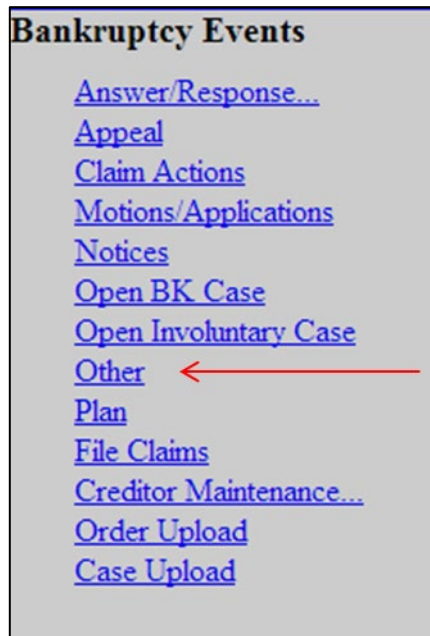 Bankruptcy Events
Answer/Response...
Appeal
Claim Actions
Motions/Applications
Notices
Open BK Case
Open Involuntary Case
Other
Plan
File Claims
Creditor Maintenance...
Order Upload
Case Upload